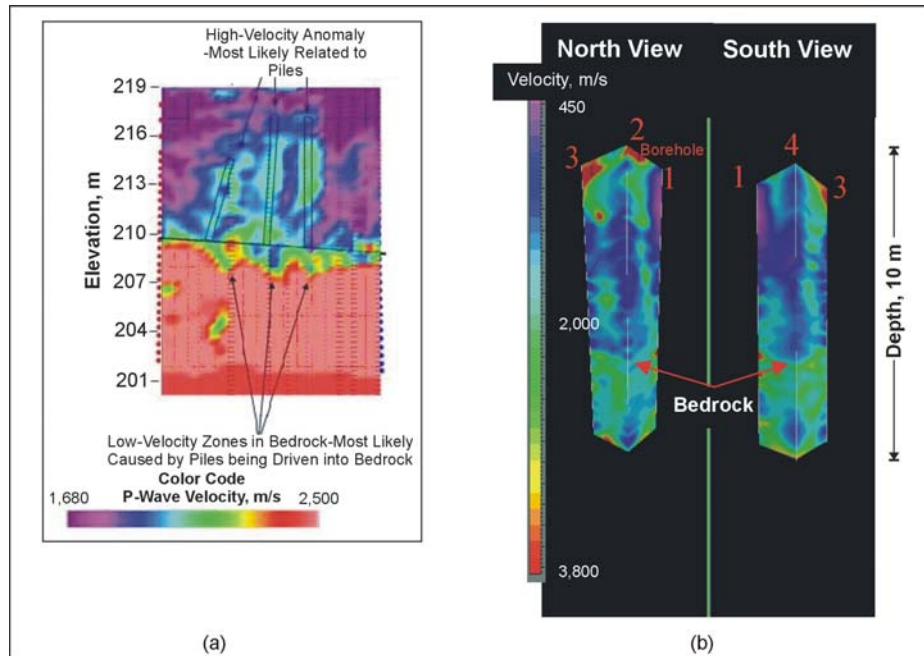 High-Velocity Anomaly
-Most Likely Related to
Piles
219
216
213
210
207
204
201
Elevation, m
Low-Velocity Zones in Bedrock-Most Likely
Caused by Piles being Driven into Bedrock
Color Code
1,680 P-Wave Velocity, m/s 2,500
(a)
North View South View
Velocity, m/s
450
2,000
3,800
2
Borehole
3
1
4
1
3
Bedrock
Depth, 10 m
(b)